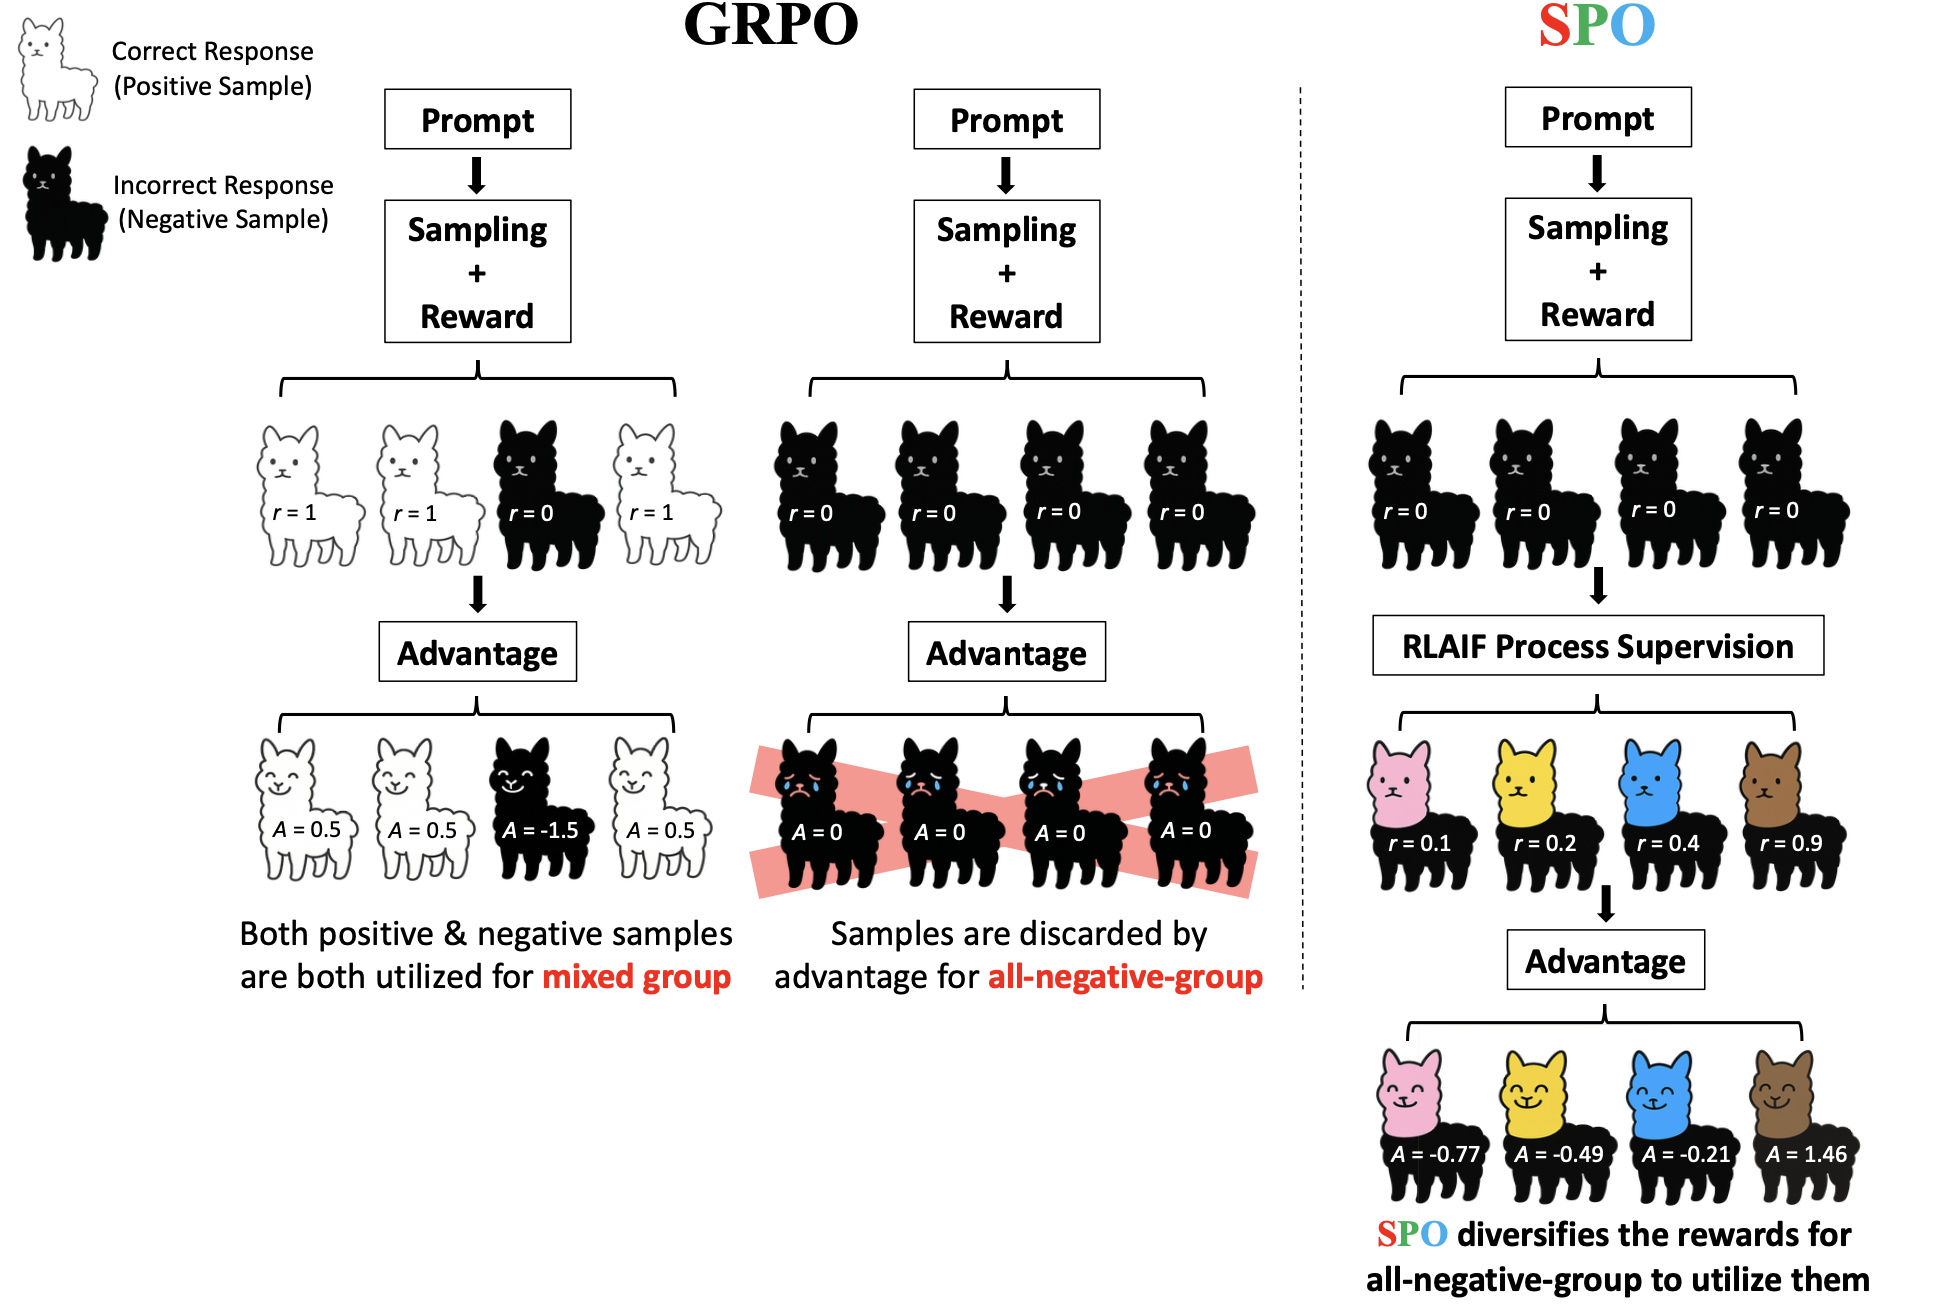 GRPO
SPO
Correct Response
(Positive Sample)
Incorrect Response
(Negative Sample)
Prompt
Sampling
+
Reward
r = 1
r = 1
r = 0
r = 1
Advantage
A = 0.5
A = 0.5
A = -1.5
A = 0.5
Both positive & negative samples
are both utilized for mixed group
Prompt
Sampling
+
Reward
r = 0
r = 0
r = 0
r = 0
Advantage
A = 0
A = 0
A = 0
A = 0
Samples are discarded by
advantage for all-negative-group
Prompt
Sampling
+
Reward
r = 0
r = 0
r = 0
r = 0
RLAIF Process Supervision
r = 0.1
r = 0.2
r = 0.4
r = 0.9
Advantage
A = -0.77
A = -0.49
A = -0.21
A = 1.46
SPO diversifies the rewards for
all-negative-group to utilize them